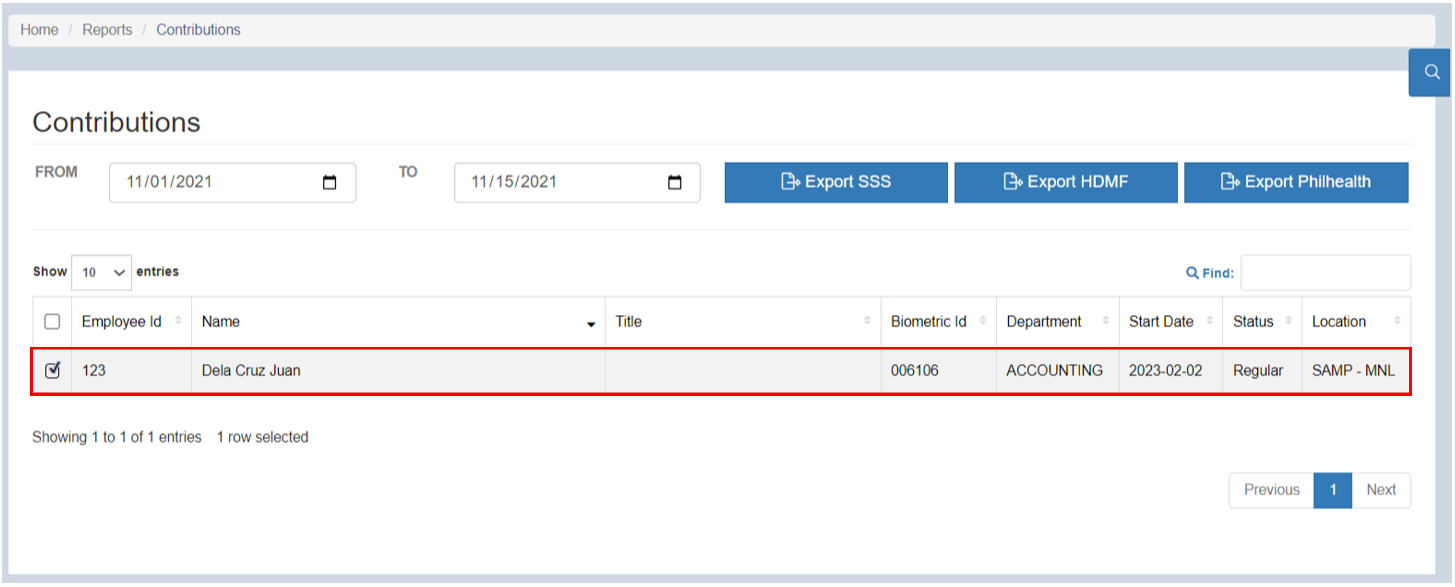 Home / Reports / Contributions
Contributions
FROM 11/01/2021 TO 11/15/2021 Export SSS Export HDMF Export Philhealth
Show 10 entries Find:
Employee Id Name Title Biometric Id Department Start Date Status Location
123 Dela Cruz Juan 006106 ACCOUNTING 2023-02-02 Regular SAMP - MNL
Showing 1 to 1 of 1 entries 1 row selected
Previous 1 Next